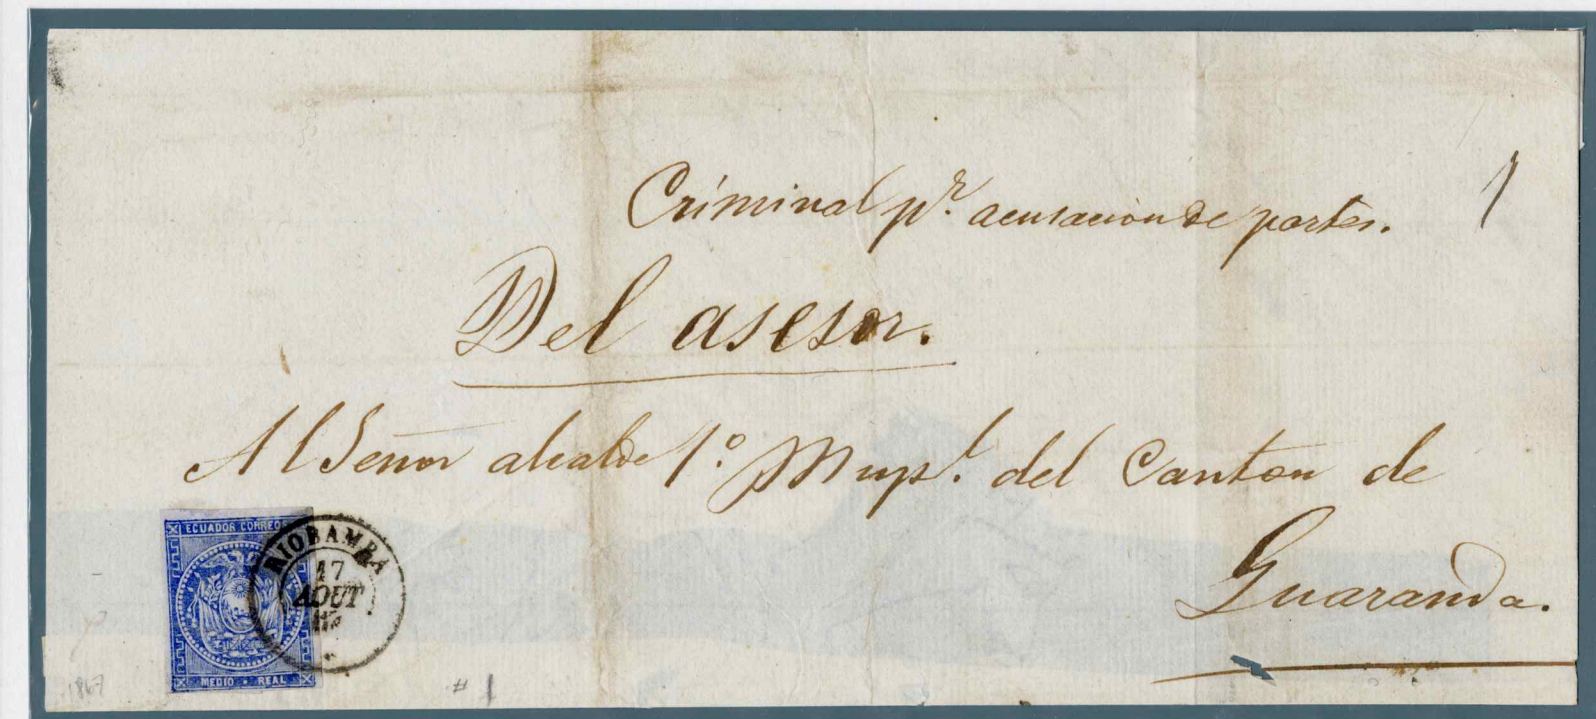 Criminal pr. acusacion de partes.
1
Del asesor.
Al Señor alcalde 1º Mupl. del Canton de
Guaranda.
ECUADOR CORREOS
MEDIO REAL
RIOBAMBA
17
AOUT
1867
# 1